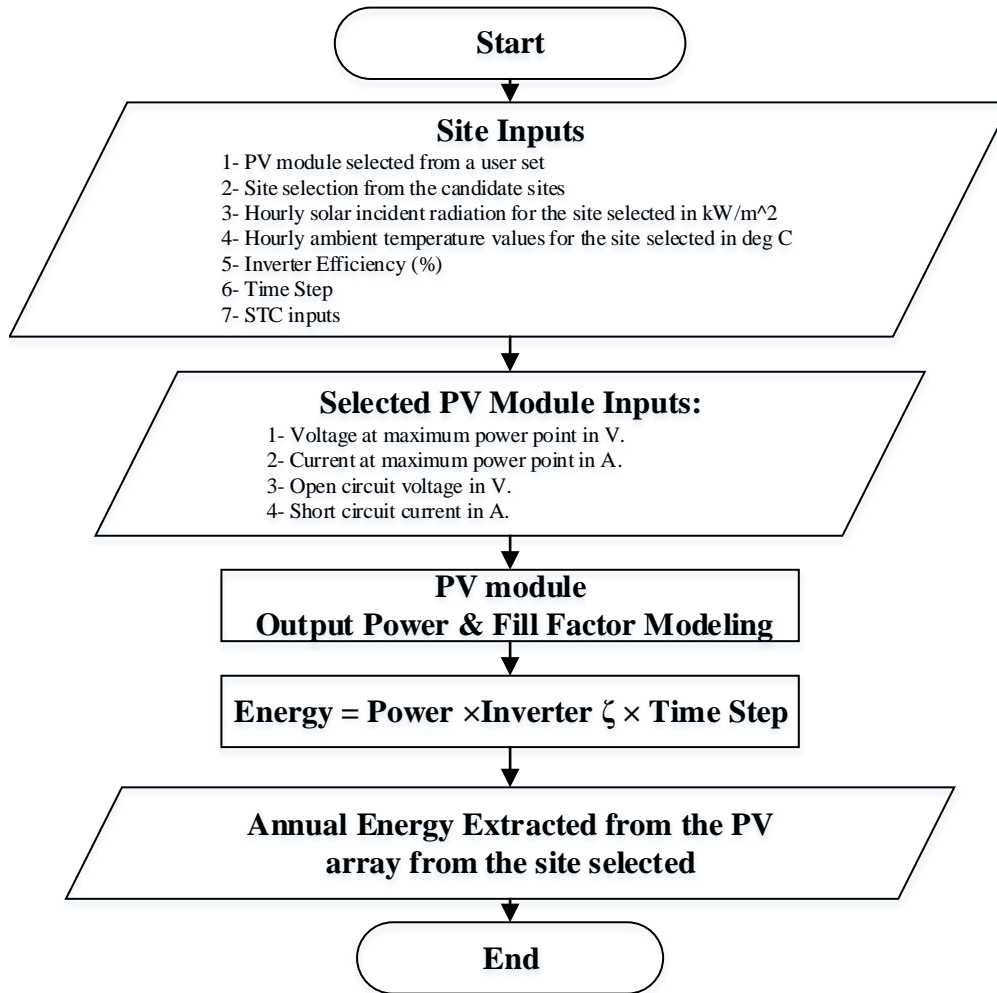 Start
Site Inputs
1- PV module selected from a user set
2- Site selection from the candidate sites
3- Hourly solar incident radiation for the site selected in kW/m^2
4- Hourly ambient temperature values for the site selected in deg C
5- Inverter Efficiency (%)
6- Time Step
7- STC inputs
Selected PV Module Inputs:
1- Voltage at maximum power point in V.
2- Current at maximum power point in A.
3- Open circuit voltage in V.
4- Short circuit current in A.
PV module
Output Power & Fill Factor Modeling
Energy = Power ×Inverter ζ × Time Step
Annual Energy Extracted from the PV
array from the site selected
End